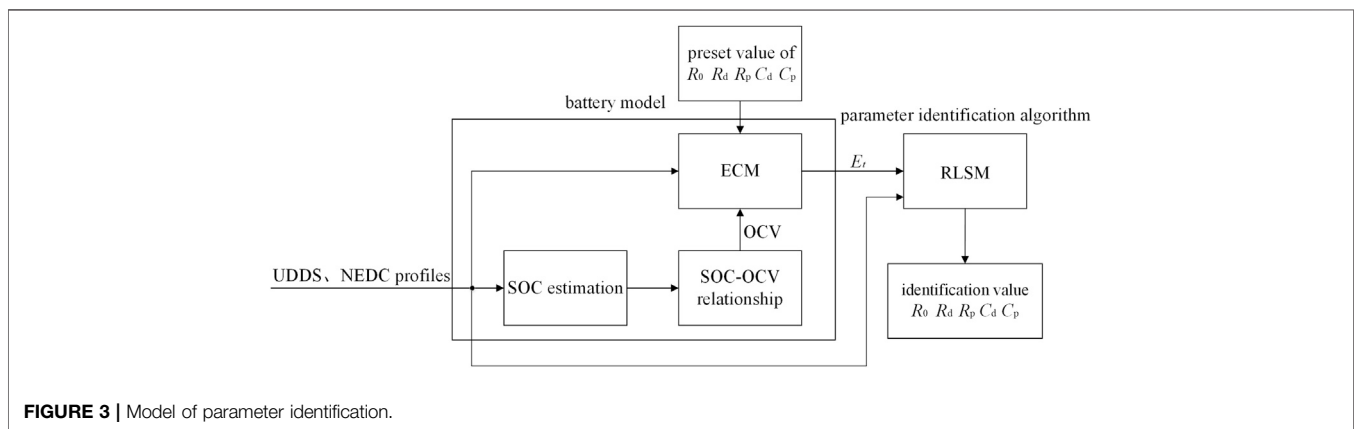 preset value of
R0 Rd Rp Cd Cp
battery model
parameter identification algorithm
ECM
Et
RLSM
OCV
UDDS、NEDC profiles
SOC estimation
SOC-OCV
relationship
identification value
R0 Rd Rp Cd Cp
FIGURE 3 | Model of parameter identification.